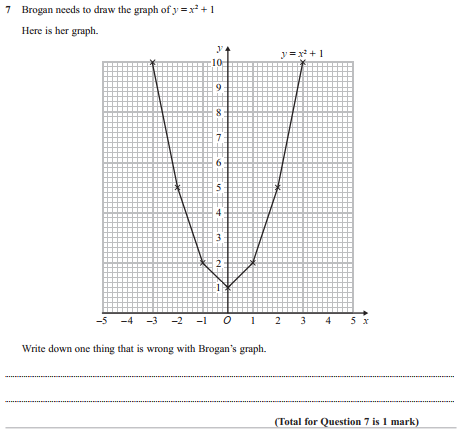 7 Brogan needs to draw the graph of y = x² + 1
Here is her graph.
y
y = x² + 1
10
9
8
7
6
5
4
3
2
1
–5 –4 –3 –2 –1 O 1 2 3 4 5 x
Write down one thing that is wrong with Brogan's graph.
(Total for Question 7 is 1 mark)